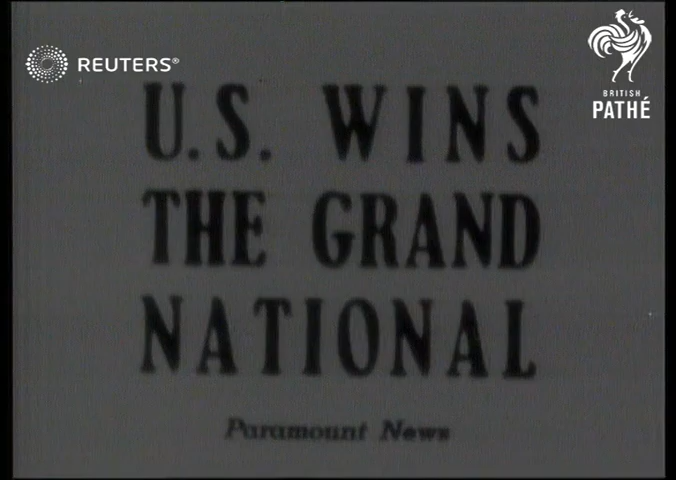 REUTERS®
BRITISH
PATHÉ
U.S. WINS
THE GRAND
NATIONAL
Paramount News